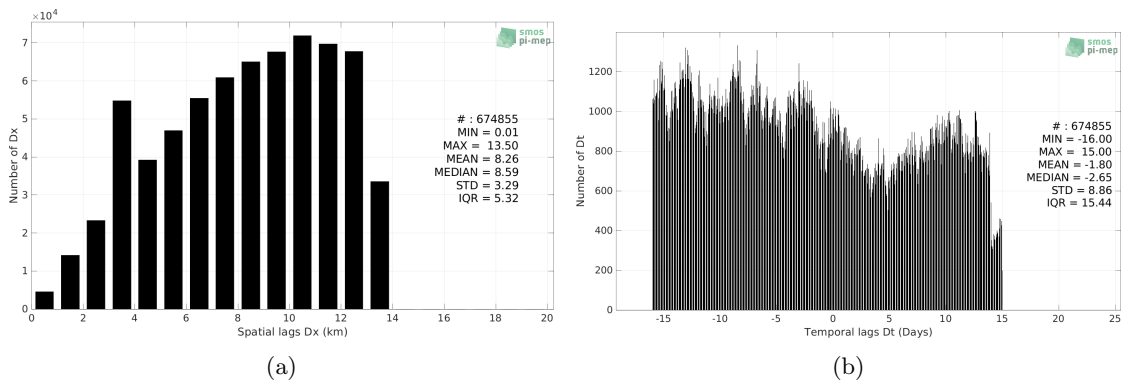 ×10⁴
7
6
5
4
3
2
1
0
Number of Dx
0 2 4 6 8 10 12 14 16 18 20
Spatial lags Dx (km)
smos
pi-mep
# : 674855
MIN = 0.01
MAX = 13.50
MEAN = 8.26
MEDIAN = 8.59
STD = 3.29
IQR = 5.32
(a)
1200
1000
800
600
400
200
0
Number of Dt
-15 -10 -5 0 5 10 15 20 25
Temporal lags Dt (Days)
smos
pi-mep
# : 674855
MIN = -16.00
MAX = 15.00
MEAN = -1.80
MEDIAN = -2.65
STD = 8.86
IQR = 15.44
(b)